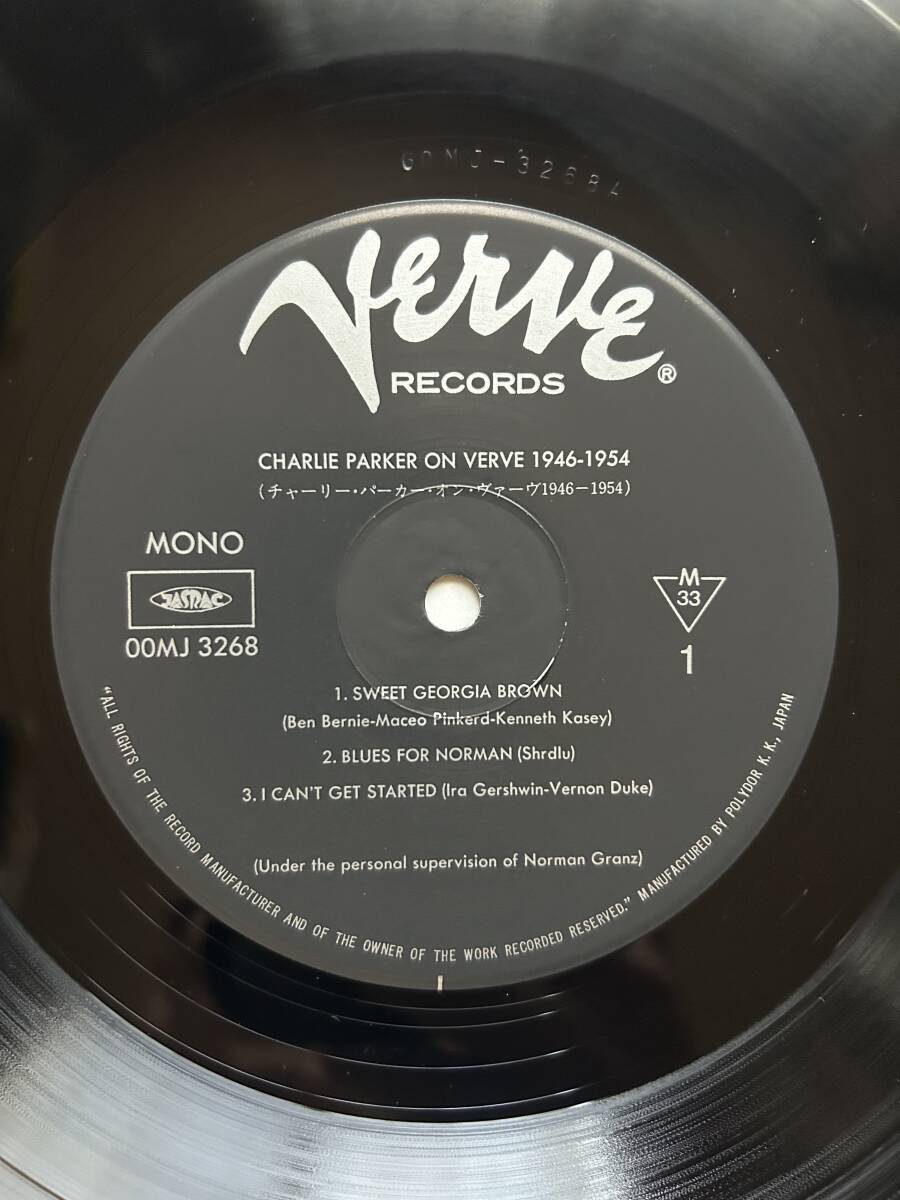 00MJ-3268A
Verve
RECORDS ®
CHARLIE PARKER ON VERVE 1946-1954
(チャーリー・パーカー・オン・ヴァーヴ1946－1954)
MONO
JASRAC
00MJ 3268
M
33
1
1. SWEET GEORGIA BROWN
(Ben Bernie-Maceo Pinkerd-Kenneth Kasey)
2. BLUES FOR NORMAN (Shrdlu)
3. I CAN'T GET STARTED (Ira Gershwin-Vernon Duke)
(Under the personal supervision of Norman Granz)
"ALL RIGHTS OF THE RECORD MANUFACTURER AND OF THE OWNER OF THE WORK RECORDED RESERVED." MANUFACTURED BY POLYDOR K. K., JAPAN